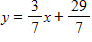 y = 3/7 x + 29/7